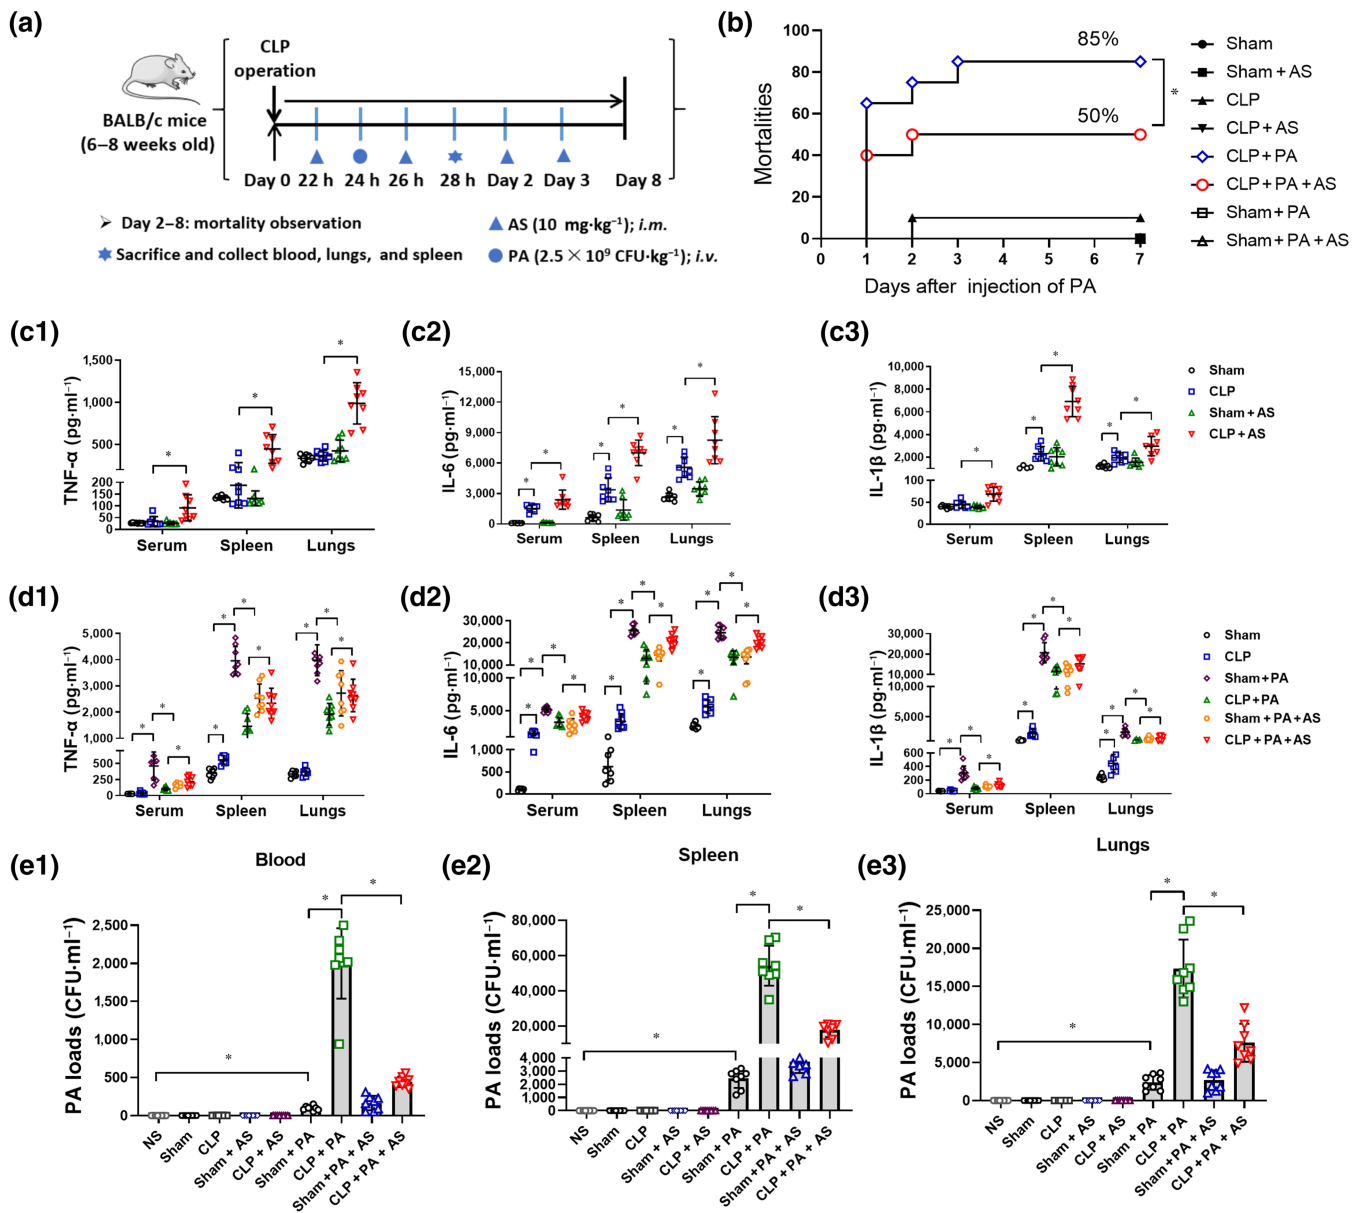 (a)
CLP
operation
BALB/c mice
(6–8 weeks old)
Day 0 22 h 24 h 26 h 28 h Day 2 Day 3 Day 8
Day 2–8: mortality observation
AS (10 mg·kg⁻¹); i.m.
Sacrifice and collect blood, lungs, and spleen
PA (2.5 × 10⁹ CFU·kg⁻¹); i.v.
(b)
Mortalities
100
80
60
40
20
0
0 1 2 3 4 5 6 7
Days after injection of PA
85%
50%
*
Sham
Sham + AS
CLP
CLP + AS
CLP + PA
CLP + PA + AS
Sham + PA
Sham + PA + AS
(c1)
TNF-α (pg·ml⁻¹)
1,500
1,000
500
200
150
100
50
0
* * *
Serum Spleen Lungs
(c2)
IL-6 (pg·ml⁻¹)
15,000
12,000
9,000
6,000
3,000
0
* * * * * *
Serum Spleen Lungs
(c3)
IL-1β (pg·ml⁻¹)
10,000
8,000
6,000
4,000
2,000
100
50
0
* * * * *
Serum Spleen Lungs
Sham
CLP
Sham + AS
CLP + AS
(d1)
TNF-α (pg·ml⁻¹)
5,000
4,000
3,000
2,000
1,000
500
250
0
* * * * * * * * * *
Serum Spleen Lungs
(d2)
IL-6 (pg·ml⁻¹)
30,000
20,000
10,000
10,000
5,000
1,000
500
0
* * * * * * * * * * * *
Serum Spleen Lungs
(d3)
IL-1β (pg·ml⁻¹)
30,000
20,000
10,000
10,000
5,000
600
400
200
0
* * * * * * * * * * *
Serum Spleen Lungs
Sham
CLP
Sham+PA
CLP+PA
Sham + PA + AS
CLP + PA + AS
(e1)
Blood
PA loads (CFU·ml⁻¹)
2,500
2,000
1,500
1,000
500
0
* * *
NS
Sham
CLP
Sham + AS
CLP + AS
Sham + PA
CLP + PA
Sham+PA + AS
CLP + PA + AS
(e2)
Spleen
PA loads (CFU·ml⁻¹)
80,000
60,000
40,000
20,000
4,000
3,000
2,000
1,000
0
* * *
NS
Sham
CLP
Sham + AS
CLP + AS
Sham + PA
CLP + PA
Sham+PA + AS
CLP + PA + AS
(e3)
Lungs
PA loads (CFU·ml⁻¹)
25,000
20,000
15,000
10,000
5,000
0
* * *
NS
Sham
CLP
Sham + AS
CLP + AS
Sham + PA
CLP + PA
Sham+PA + AS
CLP + PA + AS